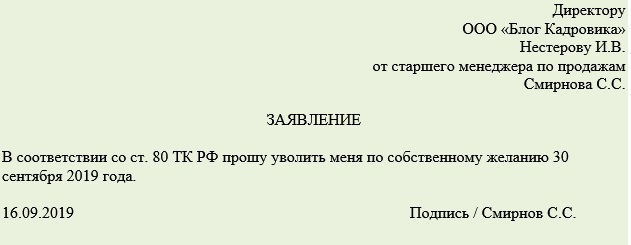 Директору
ООО «Блог Кадровика»
Нестерову И.В.
от старшего менеджера по продажам
Смирнова С.С.
ЗАЯВЛЕНИЕ
В соответствии со ст. 80 ТК РФ прошу уволить меня по собственному желанию 30
сентября 2019 года.
16.09.2019 Подпись / Смирнов С.С.